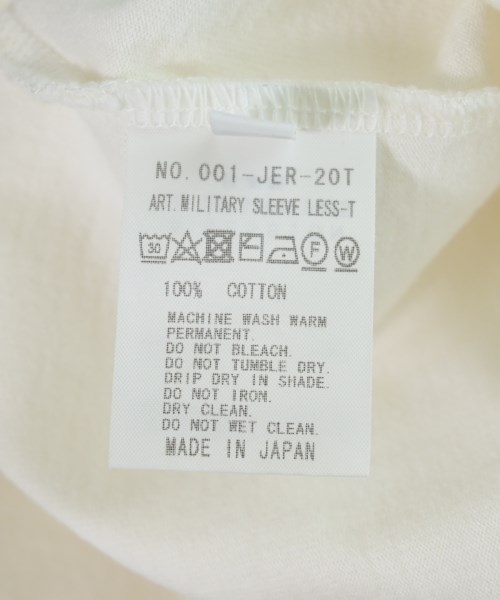 NO. 001-JER-20T
ART. MILITARY SLEEVE LESS-T
30 F W
100% COTTON
MACHINE WASH WARM
PERMANENT.
DO NOT BLEACH.
DO NOT TUMBLE DRY.
DRIP DRY IN SHADE.
DO NOT IRON.
DRY CLEAN.
DO NOT WET CLEAN.
MADE IN JAPAN